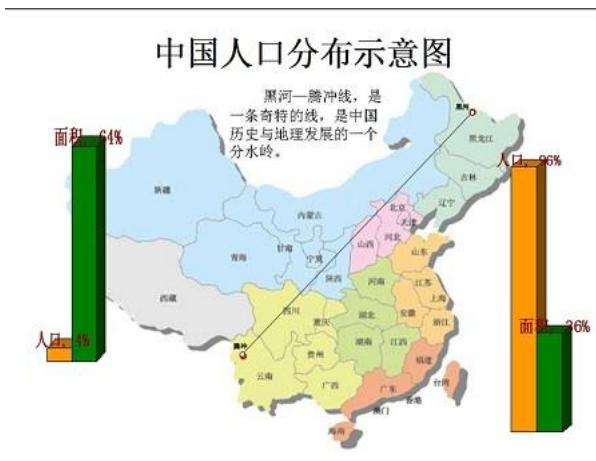 中国人口分布示意图
黑河—腾冲线，是
一条奇特的线，是中国
历史与地理发展的一个
分水岭。
黑河
黑龙江
面积, 64%
人口, 96%
吉林
新疆
辽宁
北京
天津
内蒙古
河北
山西
山东
甘肃
宁夏
青海
陕西
河南
江苏
西藏
上海
四川
安徽
湖北
重庆
浙江
面积, 36%
人口, 4%
腾冲
湖南
江西
贵州
福建
云南
广西
广东
台湾
香港
澳门
海南